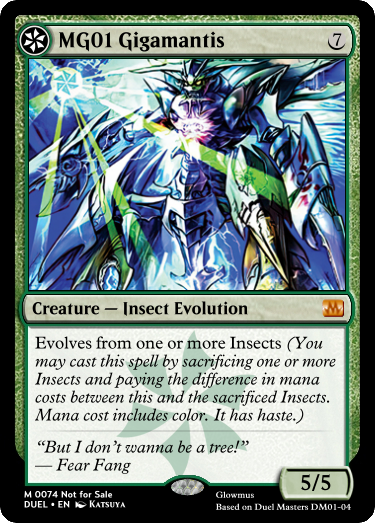 MG01 Gigamantis
7
Creature — Insect Evolution
Evolves from one or more Insects (You
may cast this spell by sacrificing one or more
Insects and paying the difference in mana
costs between this and the sacrificed Insects.
Mana cost includes color. It has haste.)
“But I don’t wanna be a tree!”
— Fear Fang
5/5
M 0074 Not for Sale
DUEL • EN Katsuya
Glowmus
Based on Duel Masters DM01-04